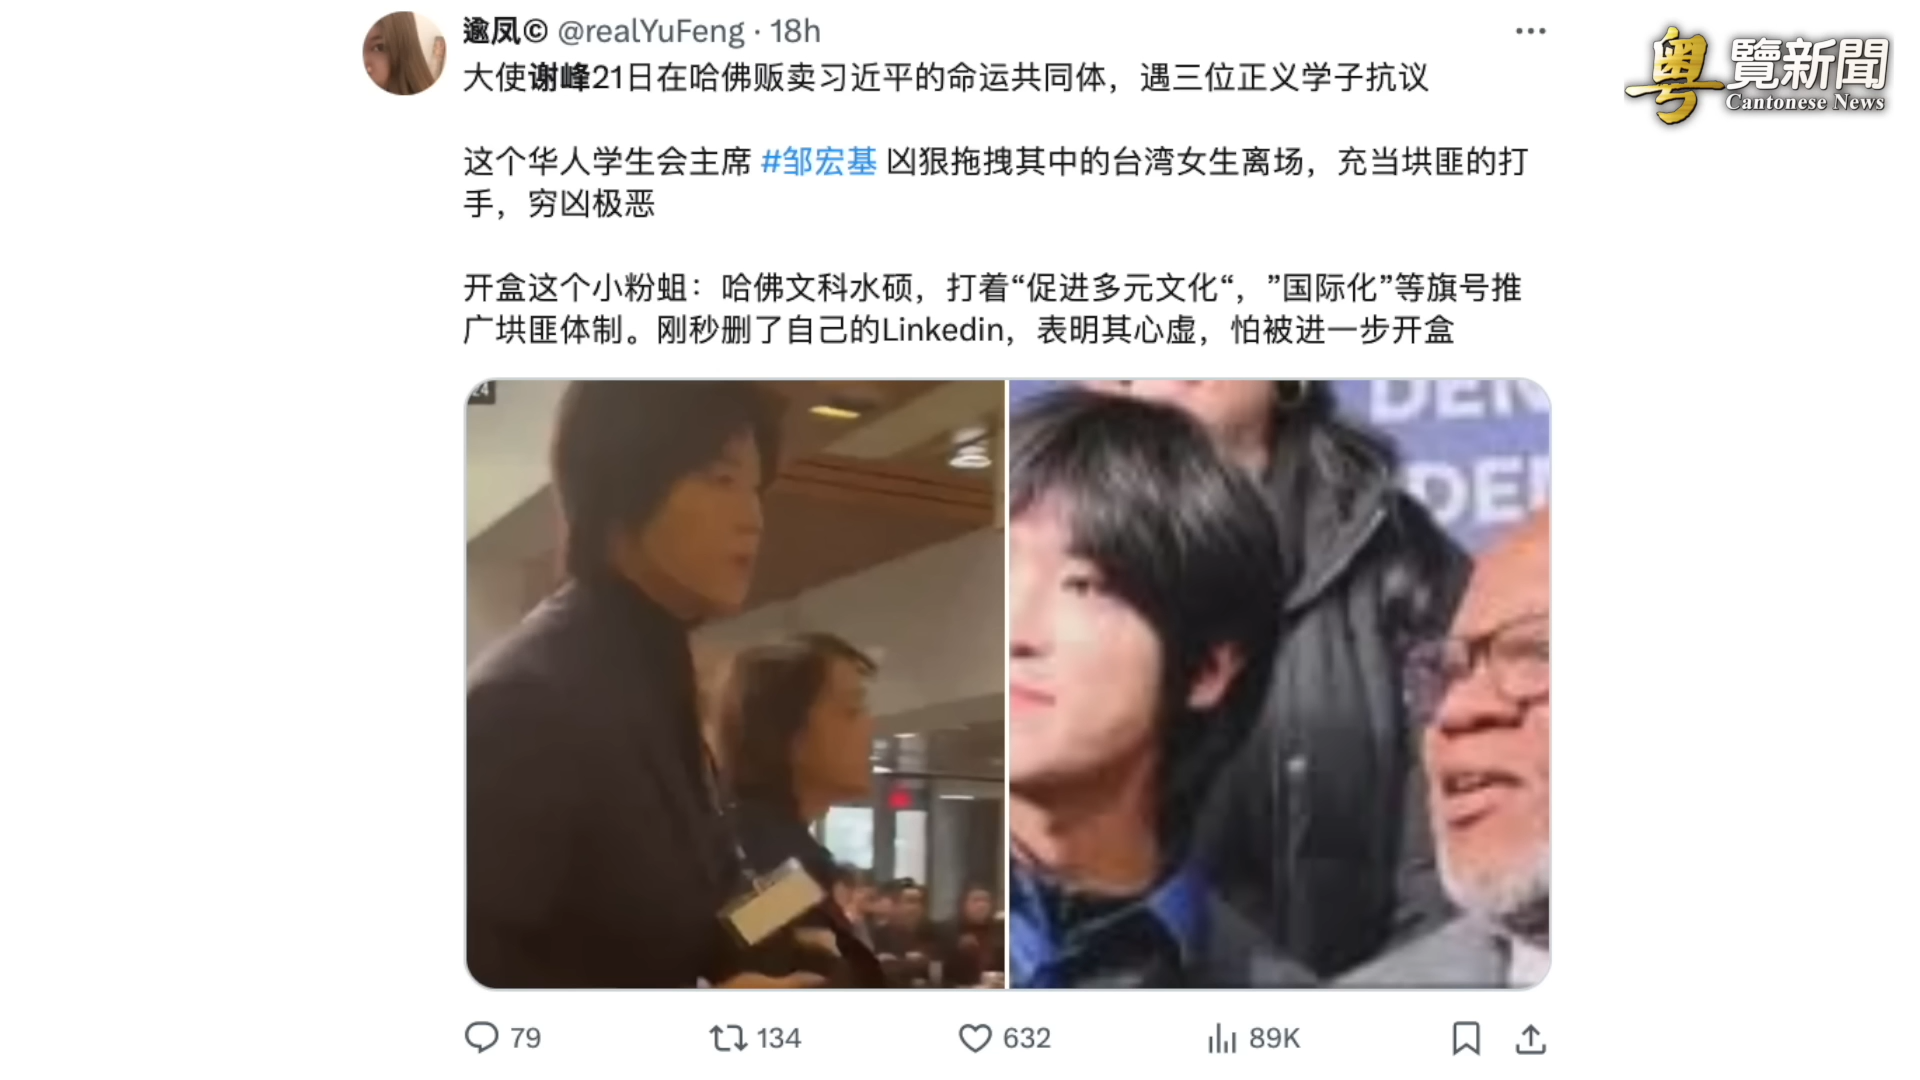 逾凤© @realYuFeng · 18h
大使谢峰21日在哈佛贩卖习近平的命运共同体，遇三位正义学子抗议
这个华人学生会主席 #邹宏基 凶狠拖拽其中的台湾女生离场，充当垬匪的打
手，穷凶极恶
开盒这个小粉蛆：哈佛文科水硕，打着“促进多元文化“，”国际化”等旗号推
广垬匪体制。刚秒删了自己的Linkedin，表明其心虚，怕被进一步开盒
24
DEN
DE
79
134
632
89K
粵覽新聞
Cantonese News